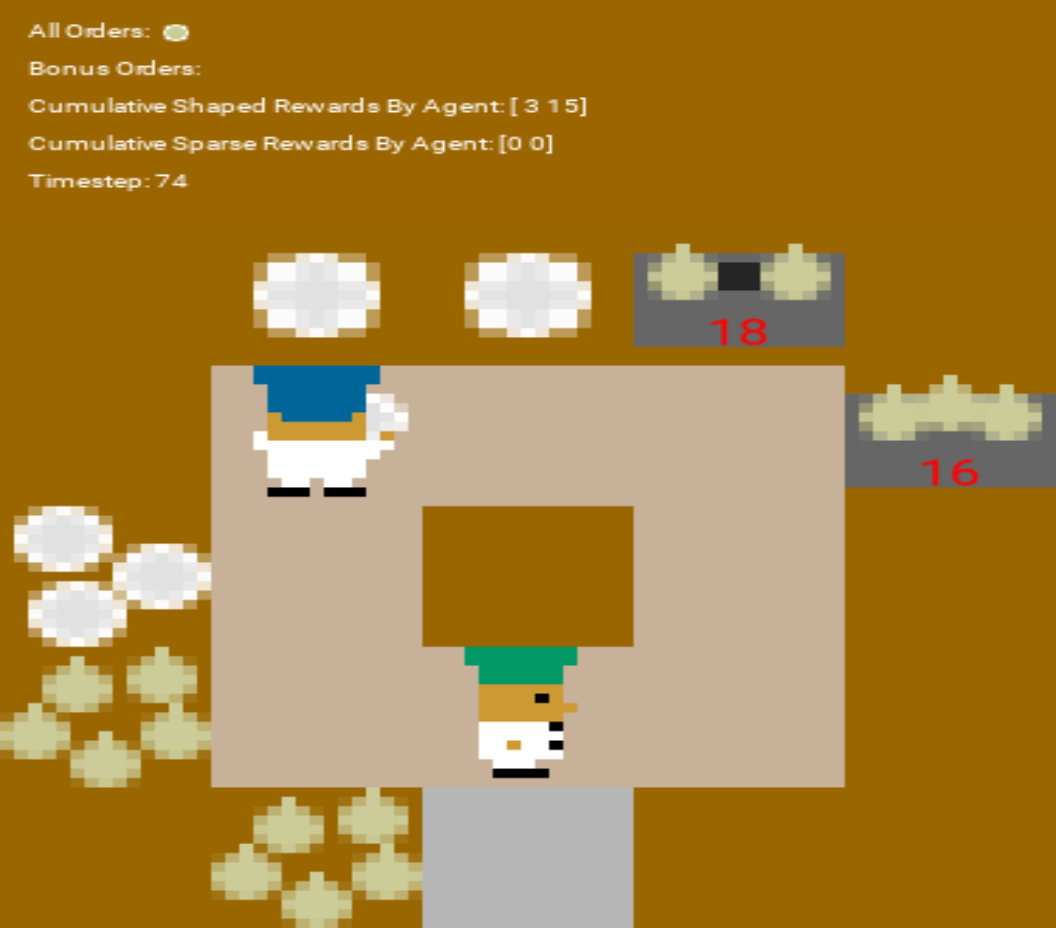 All Orders:
Bonus Orders:
Cumulative Shaped Rewards By Agent: [ 3 15]
Cumulative Sparse Rewards By Agent: [0 0]
Timestep: 74
18
16